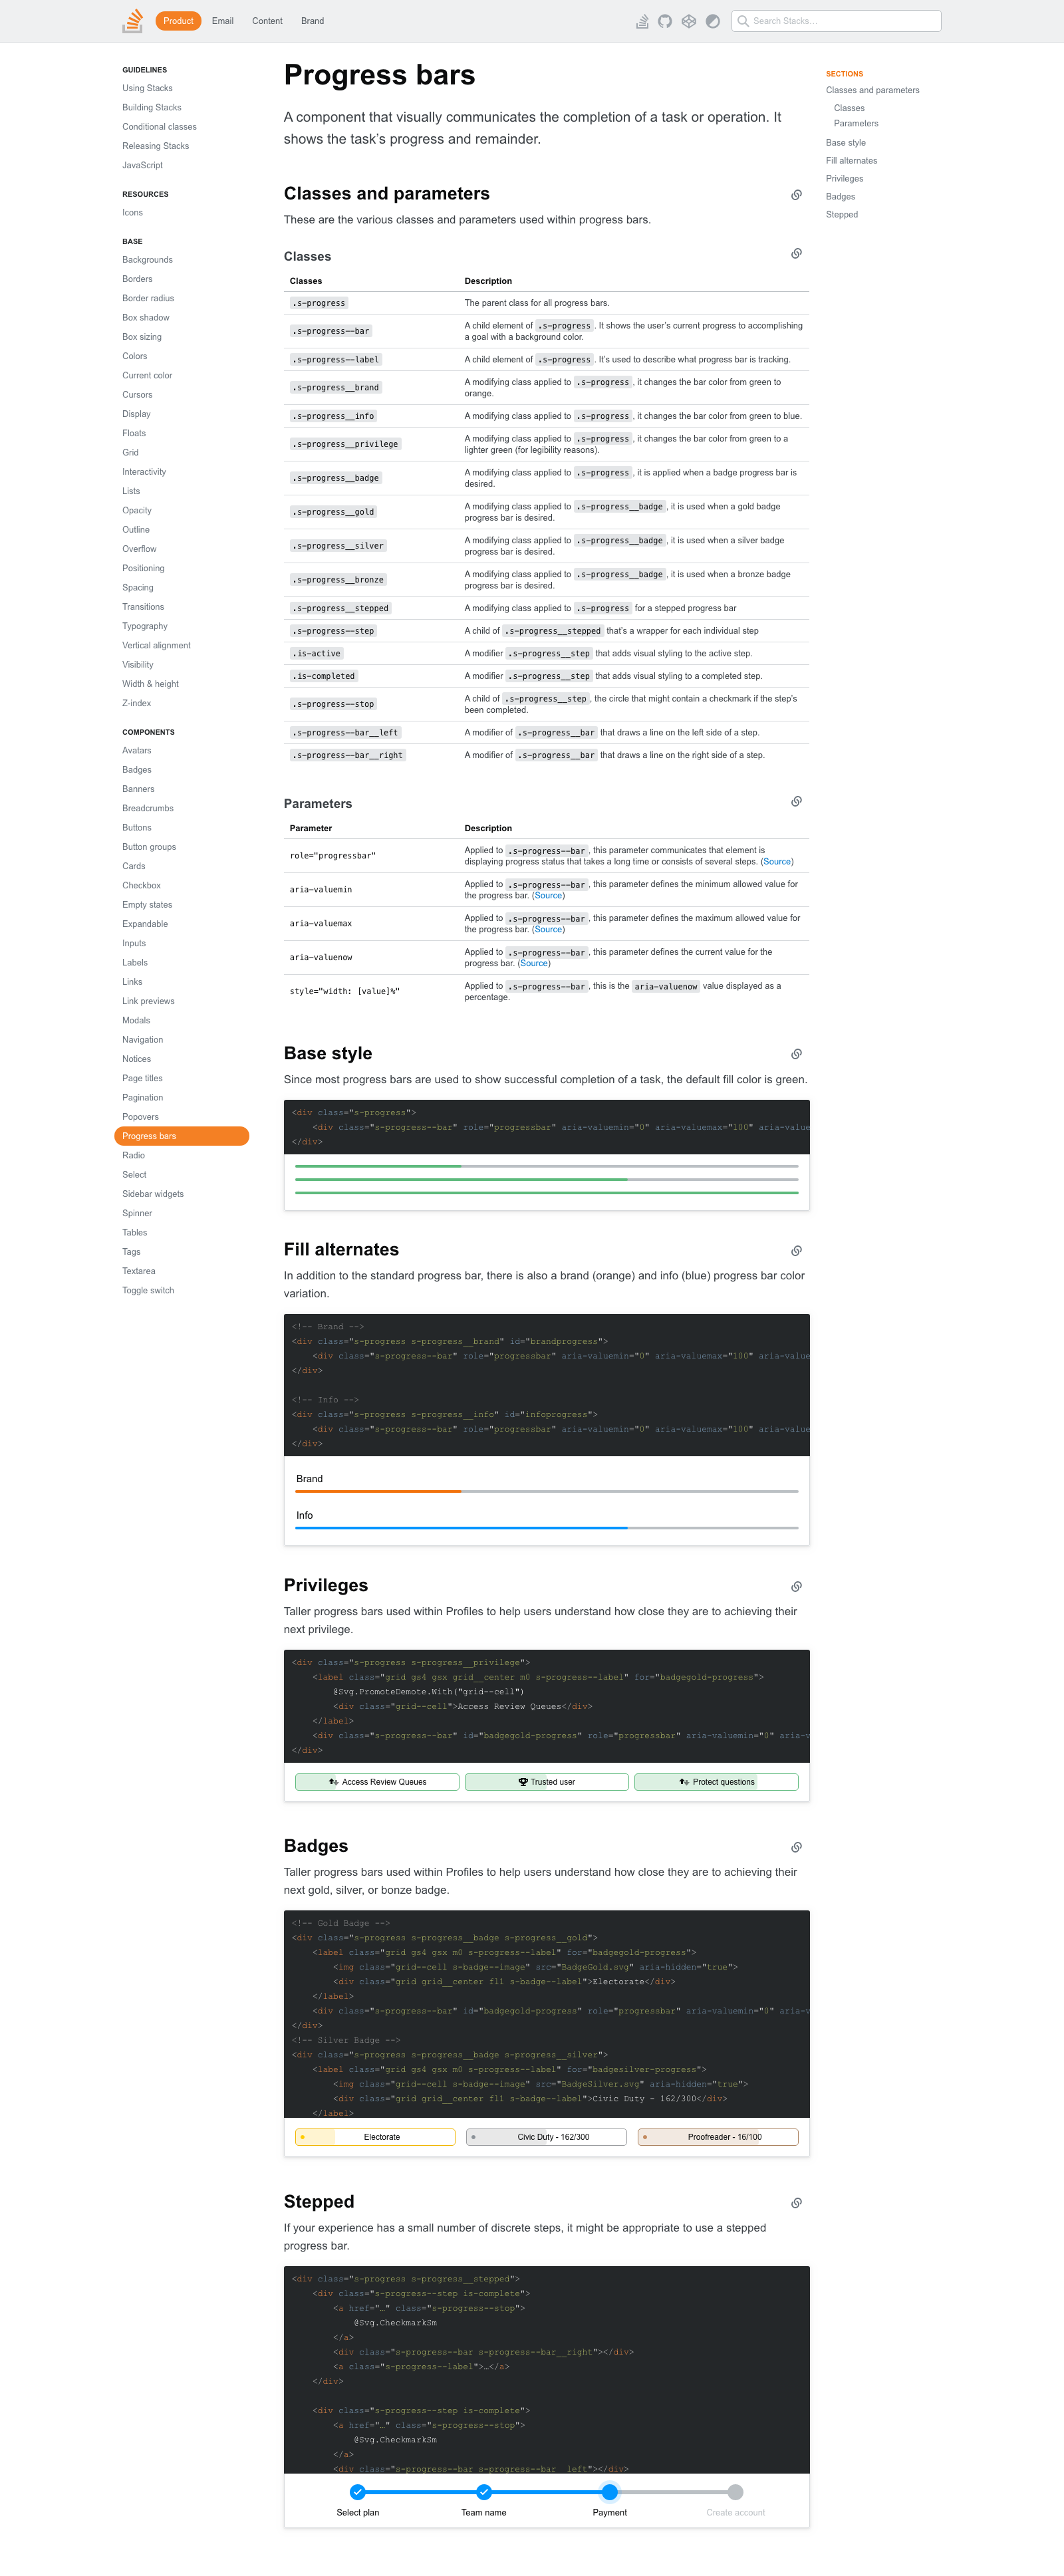 Product
Email
Content
Brand
Search Stacks…
GUIDELINES
Using Stacks
Building Stacks
Conditional classes
Releasing Stacks
JavaScript
RESOURCES
Icons
BASE
Backgrounds
Borders
Border radius
Box shadow
Box sizing
Colors
Current color
Cursors
Display
Floats
Grid
Interactivity
Lists
Opacity
Outline
Overflow
Positioning
Spacing
Transitions
Typography
Vertical alignment
Visibility
Width & height
Z-index
COMPONENTS
Avatars
Badges
Banners
Breadcrumbs
Buttons
Button groups
Cards
Checkbox
Empty states
Expandable
Inputs
Labels
Links
Link previews
Modals
Navigation
Notices
Page titles
Pagination
Popovers
Progress bars
Radio
Select
Sidebar widgets
Spinner
Tables
Tags
Textarea
Toggle switch
Progress bars
A component that visually communicates the completion of a task or operation. It
shows the task’s progress and remainder.
Classes and parameters
These are the various classes and parameters used within progress bars.
Classes
Classes Description
.s-progress The parent class for all progress bars.
.s-progress--bar A child element of .s-progress. It shows the user’s current progress to accomplishing
a goal with a background color.
.s-progress--label A child element of .s-progress. It’s used to describe what progress bar is tracking.
.s-progress__brand A modifying class applied to .s-progress, it changes the bar color from green to
orange.
.s-progress__info A modifying class applied to .s-progress, it changes the bar color from green to blue.
.s-progress__privilege A modifying class applied to .s-progress, it changes the bar color from green to a
lighter green (for legibility reasons).
.s-progress__badge A modifying class applied to .s-progress, it is applied when a badge progress bar is
desired.
.s-progress__gold A modifying class applied to .s-progress__badge, it is used when a gold badge
progress bar is desired.
.s-progress__silver A modifying class applied to .s-progress__badge, it is used when a silver badge
progress bar is desired.
.s-progress__bronze A modifying class applied to .s-progress__badge, it is used when a bronze badge
progress bar is desired.
.s-progress__stepped A modifying class applied to .s-progress for a stepped progress bar
.s-progress--step A child of .s-progress__stepped that’s a wrapper for each individual step
.is-active A modifier .s-progress__step that adds visual styling to the active step.
.is-completed A modifier .s-progress__step that adds visual styling to a completed step.
.s-progress--stop A child of .s-progress__step, the circle that might contain a checkmark if the step’s
been completed.
.s-progress--bar__left A modifier of .s-progress__bar that draws a line on the left side of a step.
.s-progress--bar__right A modifier of .s-progress__bar that draws a line on the right side of a step.
Parameters
Parameter Description
role="progressbar" Applied to .s-progress--bar, this parameter communicates that element is
displaying progress status that takes a long time or consists of several steps. (Source)
aria-valuemin Applied to .s-progress--bar, this parameter defines the minimum allowed value for
the progress bar. (Source)
aria-valuemax Applied to .s-progress--bar, this parameter defines the maximum allowed value for
the progress bar. (Source)
aria-valuenow Applied to .s-progress--bar, this parameter defines the current value for the
progress bar. (Source)
style="width: [value]%" Applied to .s-progress--bar, this is the aria-valuenow value displayed as a
percentage.
Base style
Since most progress bars are used to show successful completion of a task, the default fill color is green.
<div class="s-progress">
<div class="s-progress--bar" role="progressbar" aria-valuemin="0" aria-valuemax="100" aria-value
</div>
Fill alternates
In addition to the standard progress bar, there is also a brand (orange) and info (blue) progress bar color
variation.
<!-- Brand -->
<div class="s-progress s-progress__brand" id="brandprogress">
<div class="s-progress--bar" role="progressbar" aria-valuemin="0" aria-valuemax="100" aria-value
</div>
<!-- Info -->
<div class="s-progress s-progress__info" id="infoprogress">
<div class="s-progress--bar" role="progressbar" aria-valuemin="0" aria-valuemax="100" aria-value
</div>
Brand
Info
Privileges
Taller progress bars used within Profiles to help users understand how close they are to achieving their
next privilege.
<div class="s-progress s-progress__privilege">
<label class="grid gs4 gsx grid__center m0 s-progress--label" for="badgegold-progress">
@Svg.PromoteDemote.With("grid--cell")
<div class="grid--cell">Access Review Queues</div>
</label>
<div class="s-progress--bar" id="badgegold-progress" role="progressbar" aria-valuemin="0" aria-v
</div>
Access Review Queues
Trusted user
Protect questions
Badges
Taller progress bars used within Profiles to help users understand how close they are to achieving their
next gold, silver, or bonze badge.
<!-- Gold Badge -->
<div class="s-progress s-progress__badge s-progress__gold">
<label class="grid gs4 gsx m0 s-progress--label" for="badgegold-progress">
<img class="grid--cell s-badge--image" src="BadgeGold.svg" aria-hidden="true">
<div class="grid grid__center fl1 s-badge--label">Electorate</div>
</label>
<div class="s-progress--bar" id="badgegold-progress" role="progressbar" aria-valuemin="0" aria-v
</div>
<!-- Silver Badge -->
<div class="s-progress s-progress__badge s-progress__silver">
<label class="grid gs4 gsx m0 s-progress--label" for="badgesilver-progress">
<img class="grid--cell s-badge--image" src="BadgeSilver.svg" aria-hidden="true">
<div class="grid grid__center fl1 s-badge--label">Civic Duty - 162/300</div>
</label>
Electorate
Civic Duty - 162/300
Proofreader - 16/100
Stepped
If your experience has a small number of discrete steps, it might be appropriate to use a stepped
progress bar.
<div class="s-progress s-progress__stepped">
<div class="s-progress--step is-complete">
<a href="…" class="s-progress--stop">
@Svg.CheckmarkSm
</a>
<div class="s-progress--bar s-progress--bar__right"></div>
<a class="s-progress--label">…</a>
</div>
<div class="s-progress--step is-complete">
<a href="…" class="s-progress--stop">
@Svg.CheckmarkSm
</a>
<div class="s-progress--bar s-progress--bar__left"></div>
Select plan
Team name
Payment
Create account
SECTIONS
Classes and parameters
Classes
Parameters
Base style
Fill alternates
Privileges
Badges
Stepped